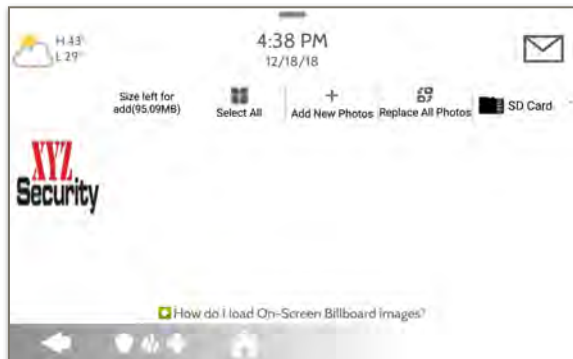 H 43°
L 29°
4:38 PM
12/18/18
Size left for
add(95.09MB)
Select All
Add New Photos
Replace All Photos
SD Card
XYZ
Security
How do I load On-Screen Billboard images?